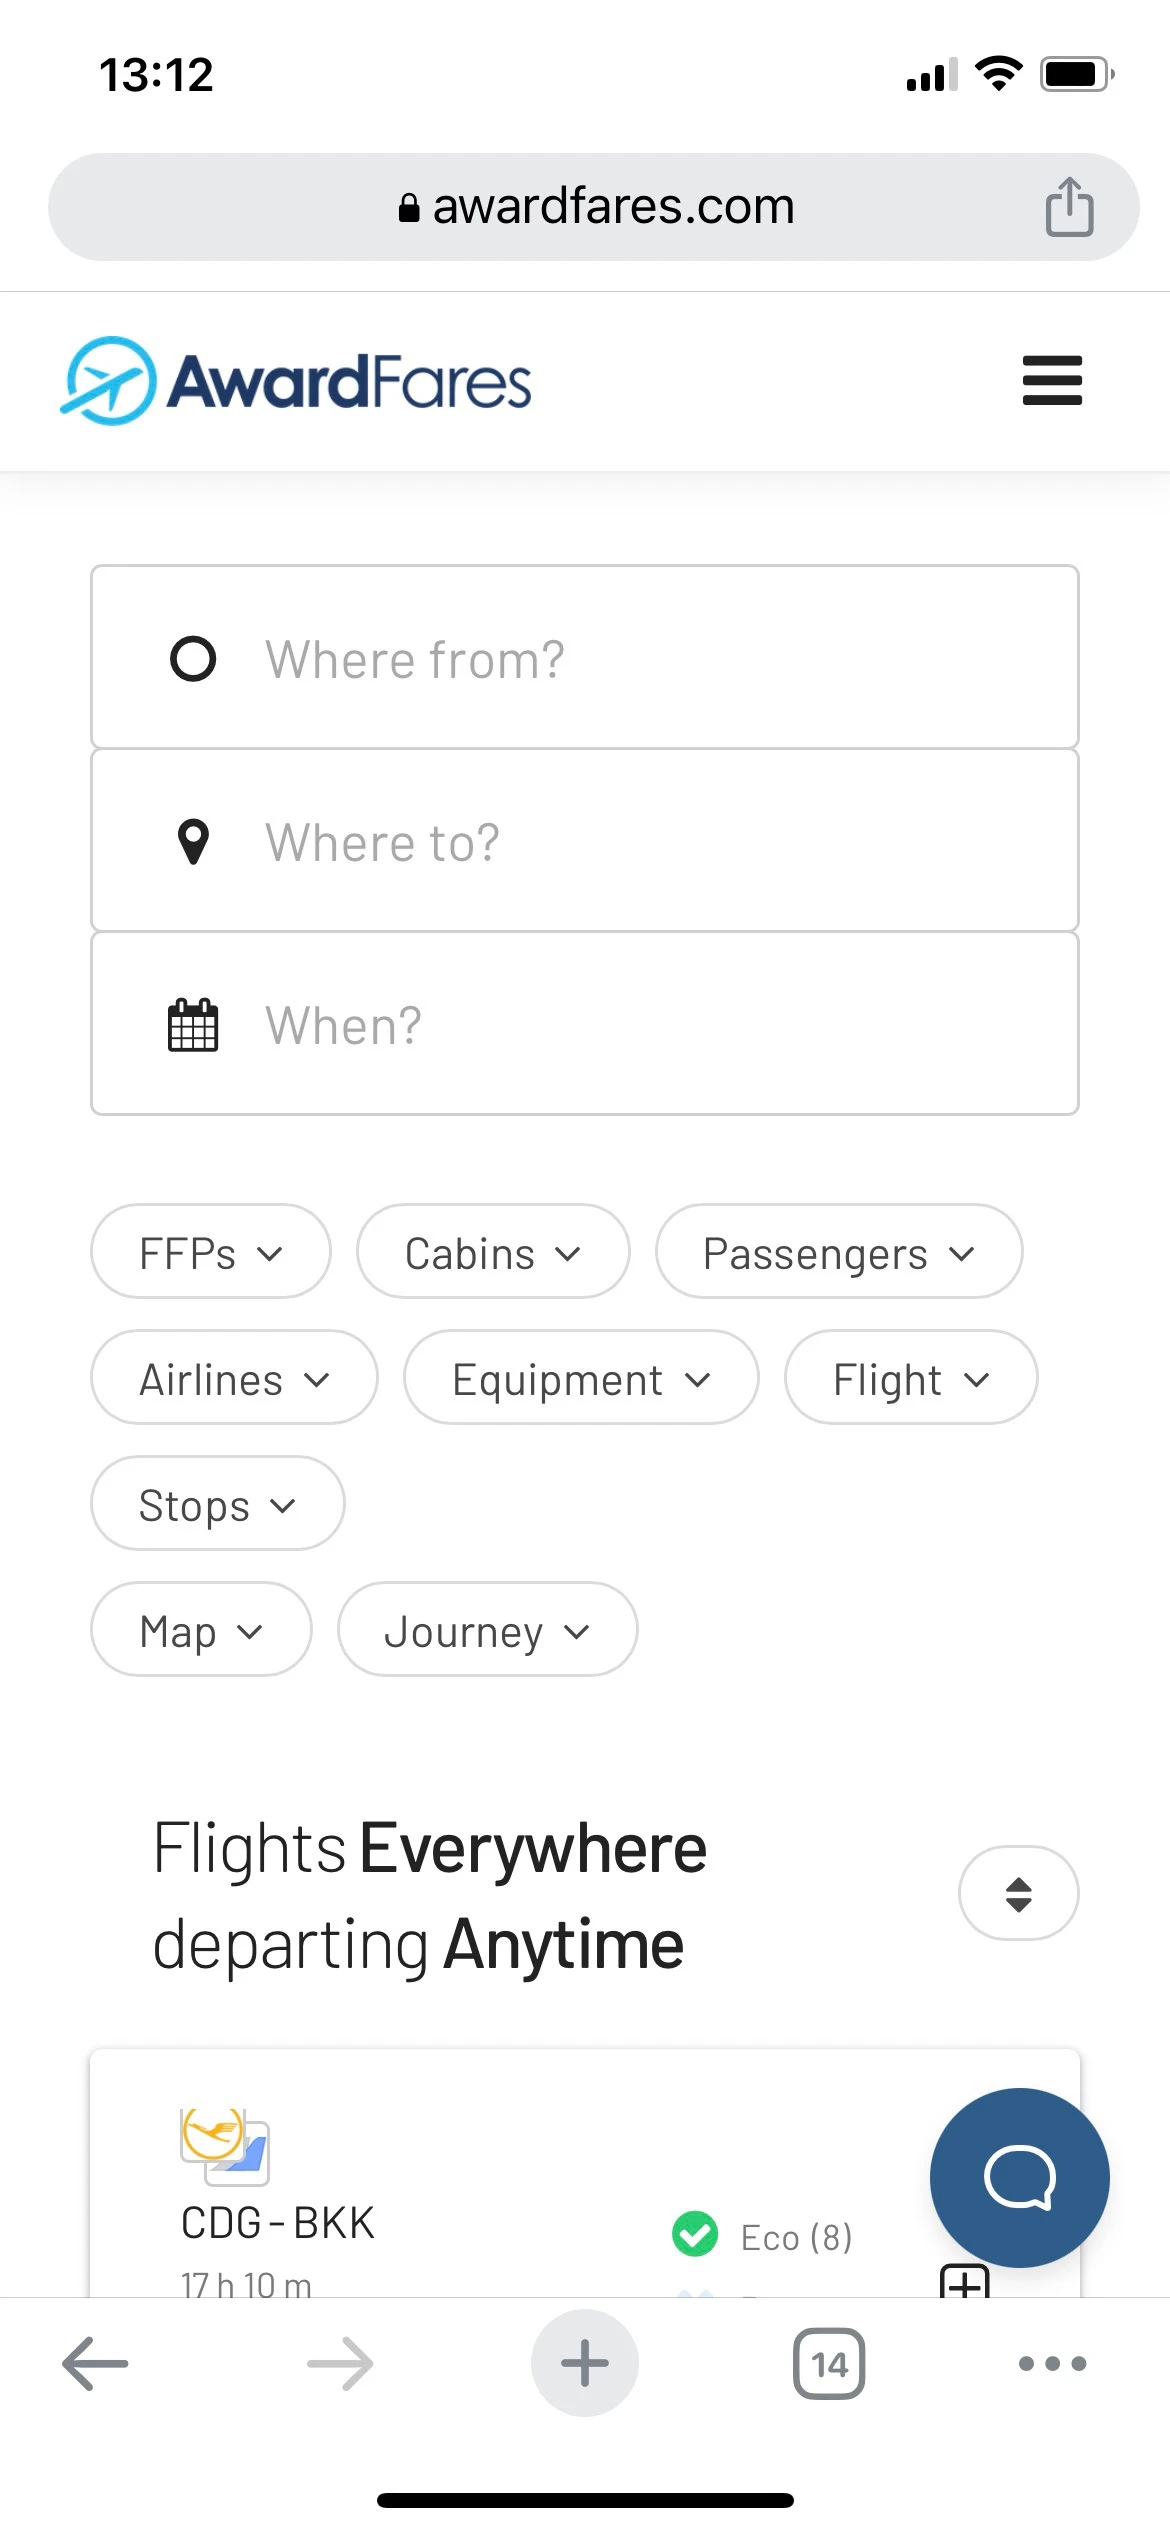 13:12
awardfares.com
AwardFares
Where from?
Where to?
When?
FFPs Cabins Passengers
Airlines Equipment Flight
Stops
Map Journey
Flights Everywhere
departing Anytime
CDG - BKK
Eco (8)
17 h 10 m
14